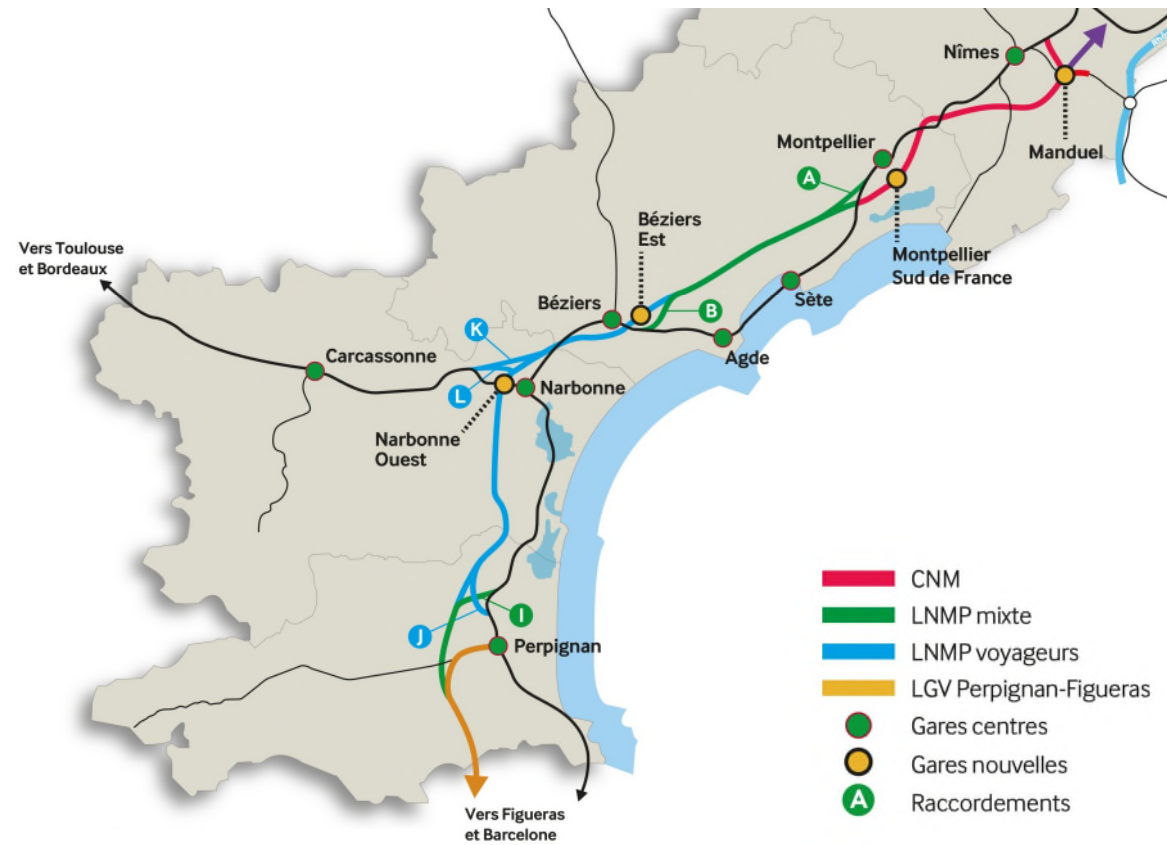 Nîmes
Manduel
Montpellier
A
Montpellier
Sud de France
Béziers
Est
Vers Toulouse
et Bordeaux
Béziers
B
Sète
Agde
K
Carcassonne
L
Narbonne
Narbonne
Ouest
I
J
Perpignan
Vers Figueras
et Barcelone
CNM
LNMP mixte
LNMP voyageurs
LGV Perpignan-Figueras
Gares centres
Gares nouvelles
A
Raccordements